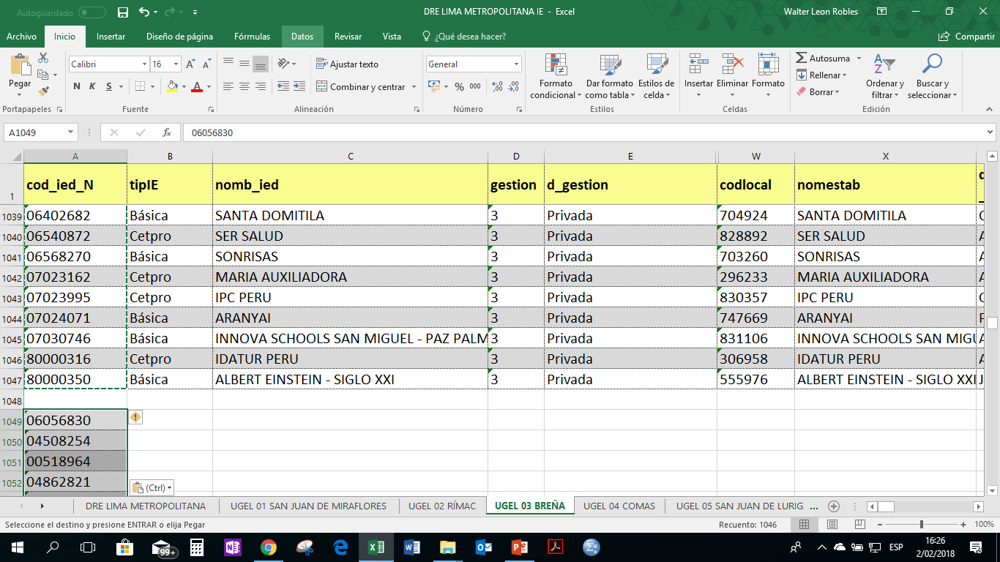 Autoguardado
DRE LIMA METROPOLITANA IE - Excel
Walter Leon Robles
Archivo Inicio Insertar Diseño de página Fórmulas Datos Revisar Vista ¿Qué desea hacer? Compartir
Calibri 16 General
Pegar
N K S
Ajustar texto
Combinar y centrar
% 000
Formato condicional
Dar formato como tabla
Estilos de celda
Insertar Eliminar Formato
Autosuma
Rellenar
Borrar
Ordenar y filtrar
Buscar y seleccionar
Portapapeles Fuente Alineación Número Estilos Celdas Edición
A1049 fx 06056830
A B C D E W X
1 cod_ied_N tipIE nomb_ied gestion d_gestion codlocal nomestab
1039 06402682 Básica SANTA DOMITILA 3 Privada 704924 SANTA DOMITILA
1040 06540872 Cetpro SER SALUD 3 Privada 828892 SER SALUD
1041 06568270 Básica SONRISAS 3 Privada 703260 SONRISAS
1042 07023162 Cetpro MARIA AUXILIADORA 3 Privada 296233 MARIA AUXILIADORA
1043 07023995 Cetpro IPC PERU 3 Privada 830357 IPC PERU
1044 07024071 Básica ARANYAI 3 Privada 747669 ARANYAI
1045 07030746 Básica INNOVA SCHOOLS SAN MIGUEL - PAZ PALM 3 Privada 831106 INNOVA SCHOOLS SAN MIGU
1046 80000316 Cetpro IDATUR PERU 3 Privada 306958 IDATUR PERU
1047 80000350 Básica ALBERT EINSTEIN - SIGLO XXI 3 Privada 555976 ALBERT EINSTEIN - SIGLO XXI J
1048
1049 06056830
1050 04508254
1051 00518964
1052 04862821
(Ctrl)
DRE LIMA METROPOLITANA UGEL 01 SAN JUAN DE MIRAFLORES UGEL 02 RÍMAC UGEL 03 BREÑA UGEL 04 COMAS UGEL 05 SAN JUAN DE LURIG. ...
Seleccione el destino y presione ENTRAR o elija Pegar
Recuento: 1046
100%
99+
ESP
16:26
2/02/2018